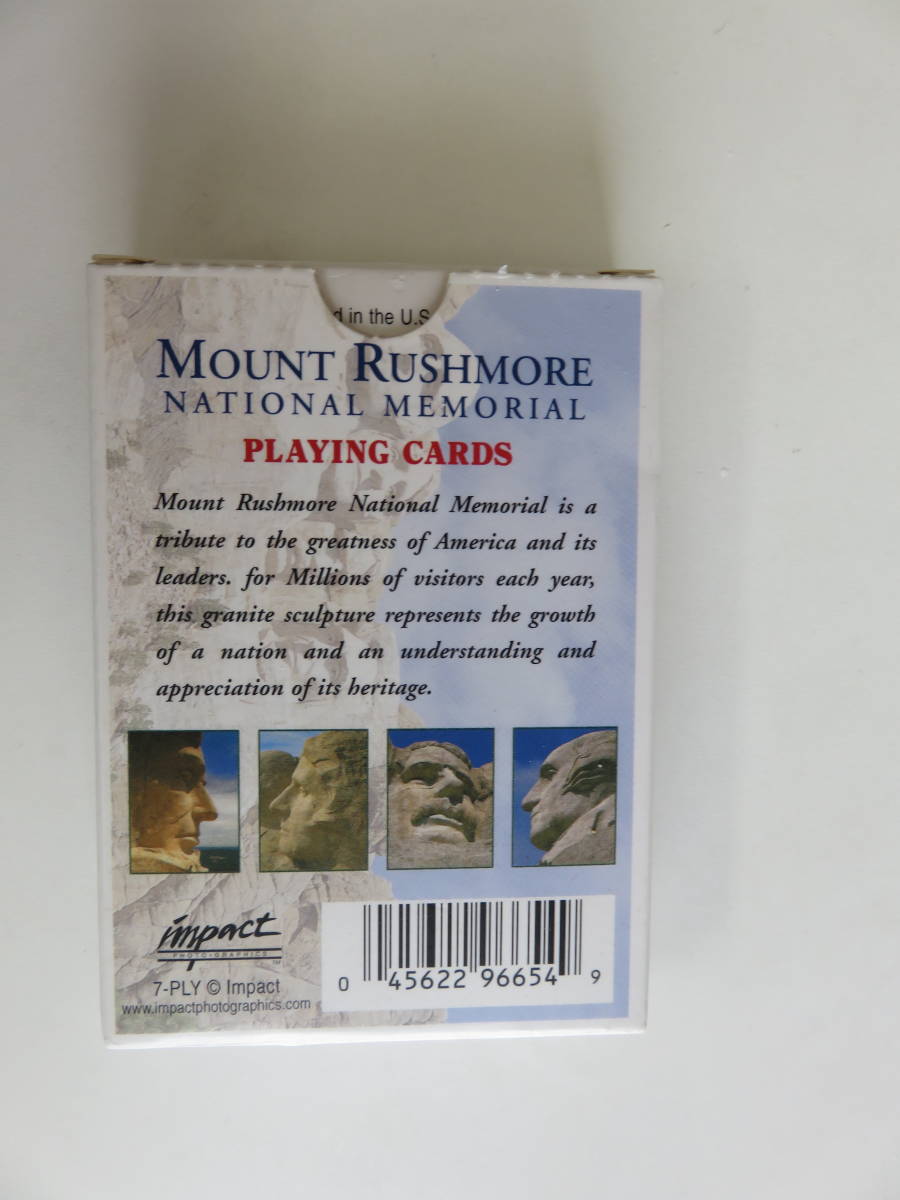 in the U.S
MOUNT RUSHMORE
NATIONAL MEMORIAL
PLAYING CARDS
Mount Rushmore National Memorial is a
tribute to the greatness of America and its
leaders. for Millions of visitors each year,
this granite sculpture represents the growth
of a nation and an understanding and
appreciation of its heritage.
impact
PHOTO•GRAPHICS™
7-PLY © Impact
www.impactphotographics.com
0 45622 96654 9